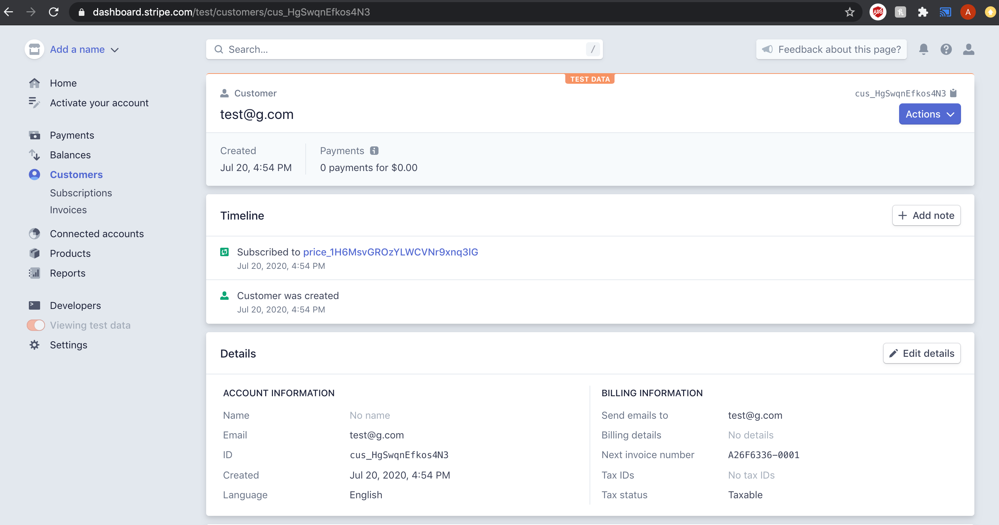 dashboard.stripe.com/test/customers/cus_HgSwqnEfkos4N3
ABB
h
A
Add a name
Search...
/
Feedback about this page?
Home
Activate your account
Payments
Balances
Customers
Subscriptions
Invoices
Connected accounts
Products
Reports
Developers
Viewing test data
Settings
TEST DATA
Customer
cus_HgSwqnEfkos4N3
test@g.com
Actions
Created
Payments
Jul 20, 4:54 PM
0 payments for $0.00
Timeline
Add note
Subscribed to price_1H6MsvGROzYLWCVNr9xnq3lG
Jul 20, 2020, 4:54 PM
Customer was created
Jul 20, 2020, 4:54 PM
Details
Edit details
ACCOUNT INFORMATION
Name No name
Email test@g.com
ID cus_HgSwqnEfkos4N3
Created Jul 20, 2020, 4:54 PM
Language English
BILLING INFORMATION
Send emails to test@g.com
Billing details No details
Next invoice number A26F6336-0001
Tax IDs No tax IDs
Tax status Taxable